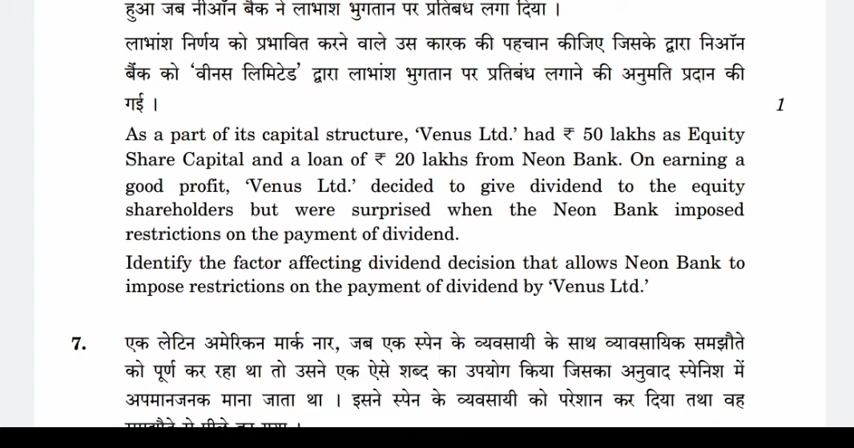 हुआ जब नीऑन बैंक ने लाभांश भुगतान पर प्रतिबंध लगा दिया ।
लाभांश निर्णय को प्रभावित करने वाले उस कारक की पहचान कीजिए जिसके द्वारा निऑन
बैंक को ‘वीनस लिमिटेड’ द्वारा लाभांश भुगतान पर प्रतिबंध लगाने की अनुमति प्रदान की
गई । 1
As a part of its capital structure, ‘Venus Ltd.’ had ₹ 50 lakhs as Equity
Share Capital and a loan of ₹ 20 lakhs from Neon Bank. On earning a
good profit, ‘Venus Ltd.’ decided to give dividend to the equity
shareholders but were surprised when the Neon Bank imposed
restrictions on the payment of dividend.
Identify the factor affecting dividend decision that allows Neon Bank to
impose restrictions on the payment of dividend by ‘Venus Ltd.’
7. एक लेटिन अमेरिकन मार्क नार, जब एक स्पेन के व्यवसायी के साथ व्यावसायिक समझौते
को पूर्ण कर रहा था तो उसने एक ऐसे शब्द का उपयोग किया जिसका अनुवाद स्पेनिश में
अपमानजनक माना जाता था । इसने स्पेन के व्यवसायी को परेशान कर दिया तथा वह